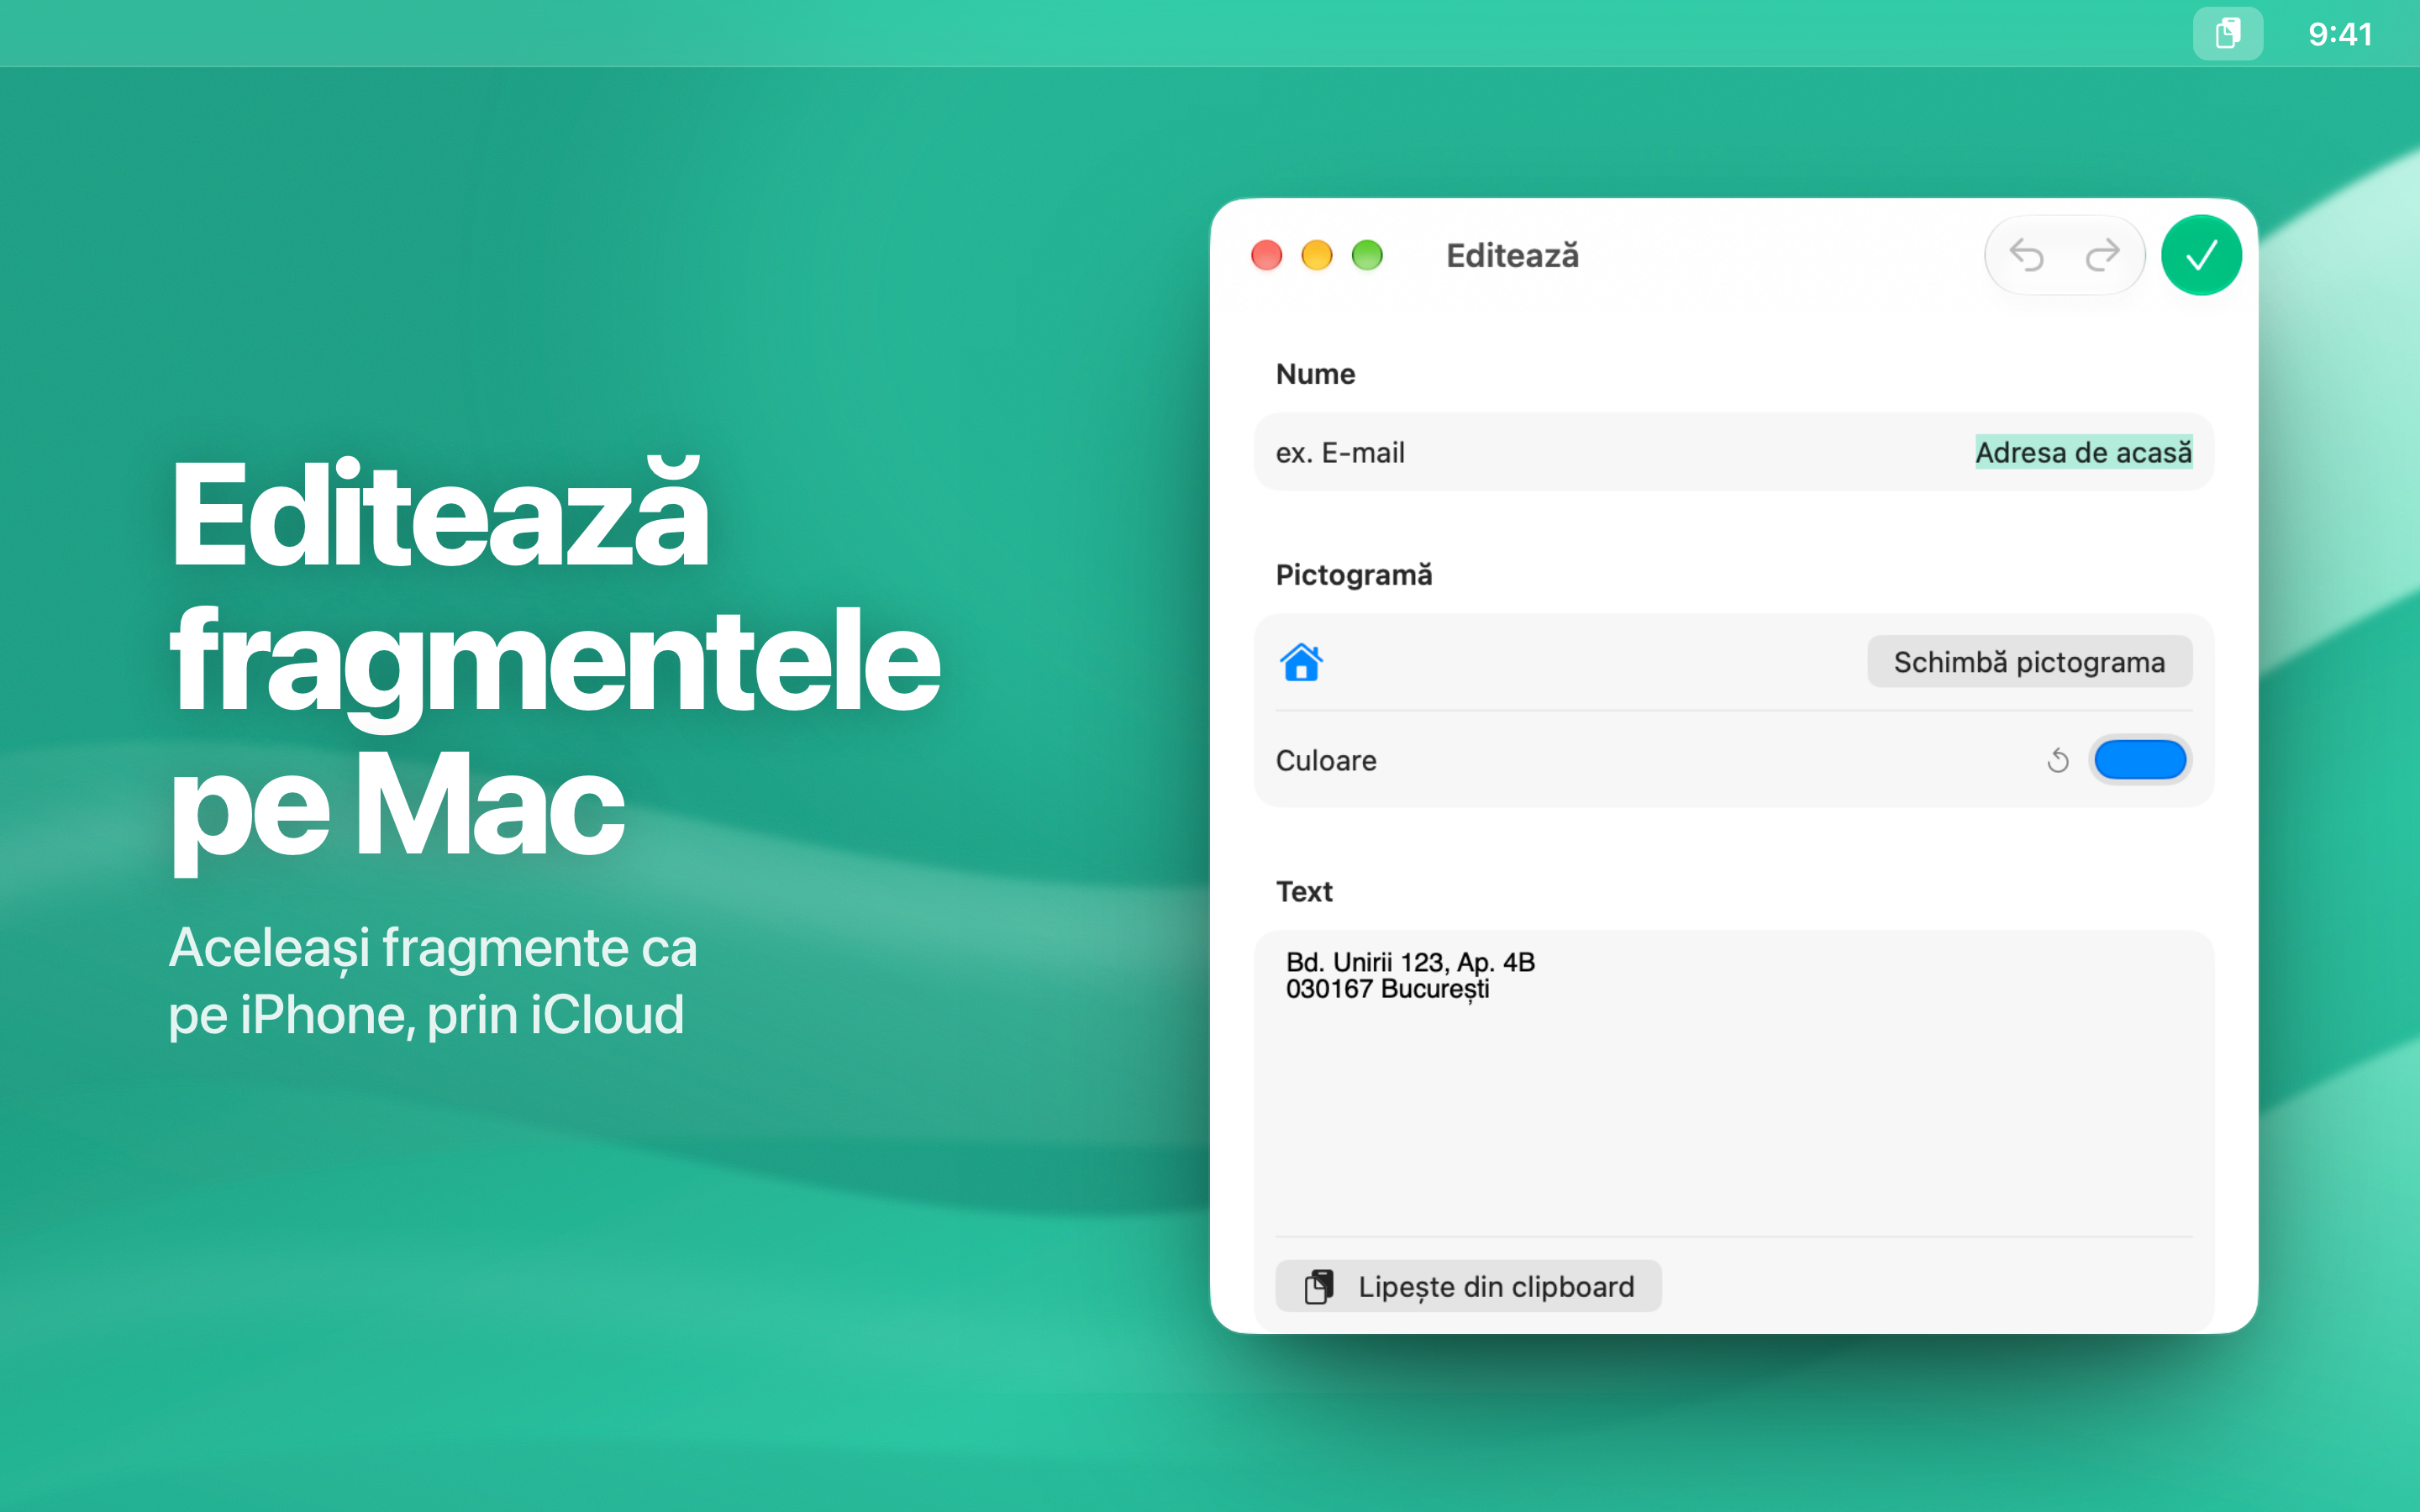 9:41
Editează
fragmentele
pe Mac
Aceleași fragmente ca
pe iPhone, prin iCloud
Editează
Nume
ex. E-mail
Adresa de acasă
Pictogramă
Schimbă pictograma
Culoare
Text
Bd. Unirii 123, Ap. 4B
030167 București
Lipește din clipboard